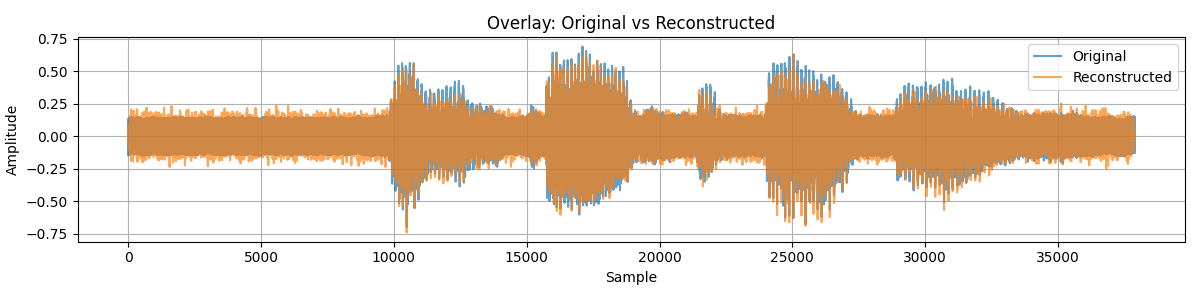 Overlay: Original vs Reconstructed
Original
Reconstructed
Amplitude
0.75
0.50
0.25
0.00
−0.25
−0.50
−0.75
0 5000 10000 15000 20000 25000 30000 35000
Sample